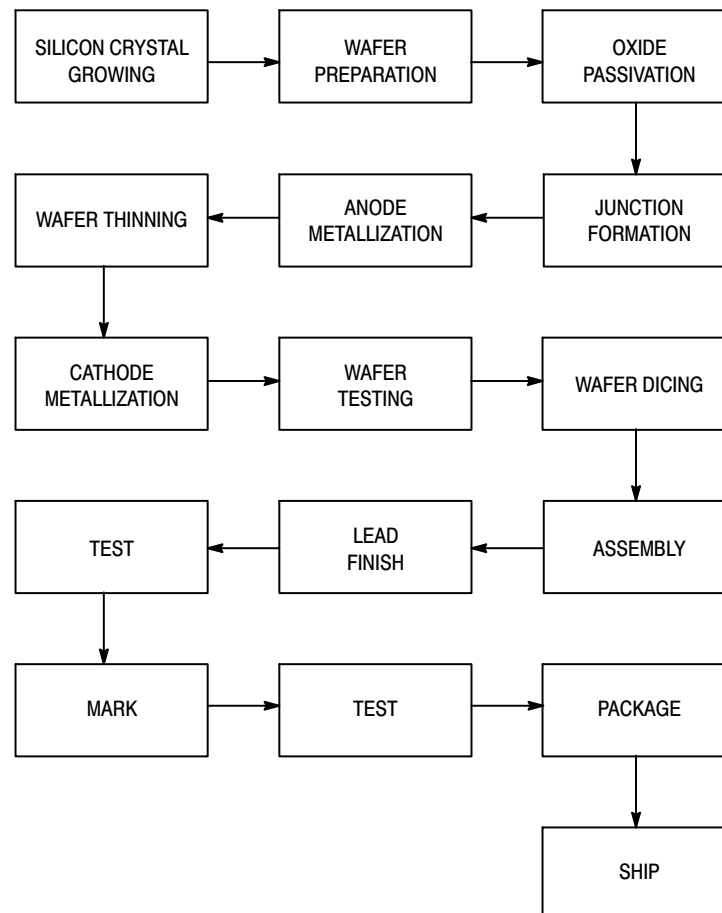 SILICON CRYSTAL
GROWING
WAFER
PREPARATION
OXIDE
PASSIVATION
WAFER THINNING
ANODE
METALLIZATION
JUNCTION
FORMATION
CATHODE
METALLIZATION
WAFER
TESTING
WAFER DICING
TEST
LEAD
FINISH
ASSEMBLY
MARK
TEST
PACKAGE
SHIP